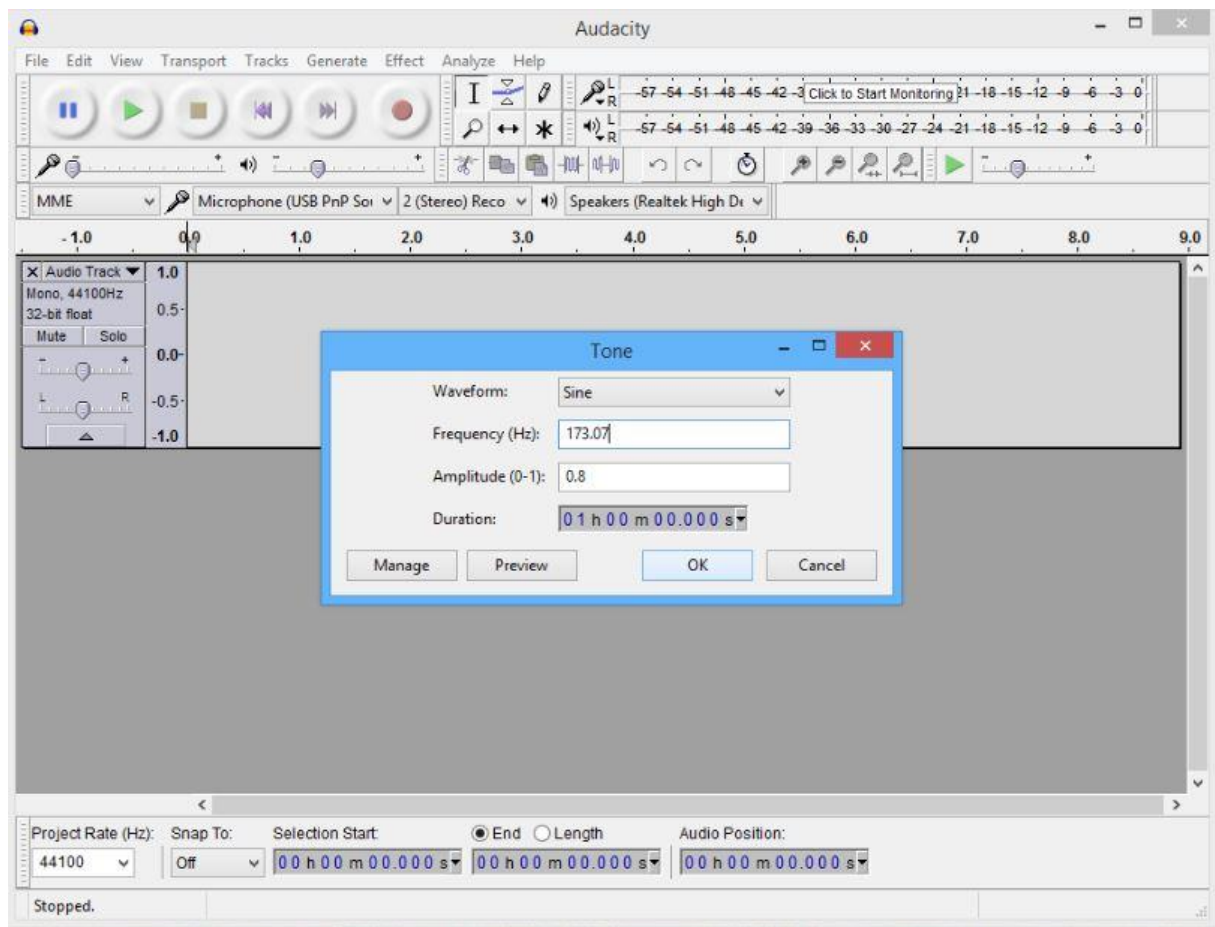 Audacity
File Edit View Transport Tracks Generate Effect Analyze Help
L R -57 -54 -51 -48 -45 -42 -3 Click to Start Monitoring 21 -18 -15 -12 -9 -6 -3 0
L R -57 -54 -51 -48 -45 -42 -39 -36 -33 -30 -27 -24 -21 -18 -15 -12 -9 -6 -3 0
MME Microphone (USB PnP Sou 2 (Stereo) Reco Speakers (Realtek High De
-1.0 0.0 1.0 2.0 3.0 4.0 5.0 6.0 7.0 8.0 9.0
X Audio Track 1.0
Mono, 44100Hz
32-bit float 0.5
Mute Solo
- + 0.0
L R -0.5
-1.0
Tone
Waveform: Sine
Frequency (Hz): 173.07
Amplitude (0-1): 0.8
Duration: 01 h 00 m 00.000 s
Manage Preview OK Cancel
Project Rate (Hz): Snap To: Selection Start: End Length Audio Position:
44100 Off 00 h 00 m 00.000 s 00 h 00 m 00.000 s 00 h 00 m 00.000 s
Stopped.